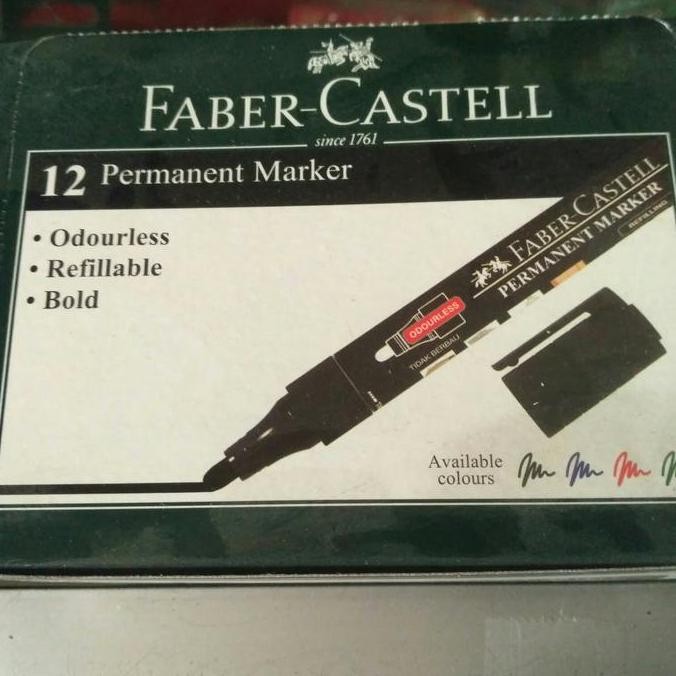 FABER-CASTELL
since 1761
12 Permanent Marker
• Odourless
• Refillable
• Bold
FABER-CASTELL
PERMANENT MARKER
REFILLING
ODOURLESS
TIDAK BERBAU
Available
colours